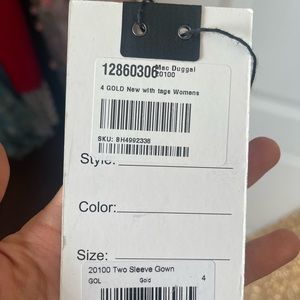 12860306 Mac Duggal
20100
4 GOLD New with tags Womens
SKU: BH4992336
Style:
Color:
Size:
20100 Two Sleeve Gown
GOL Gold 4